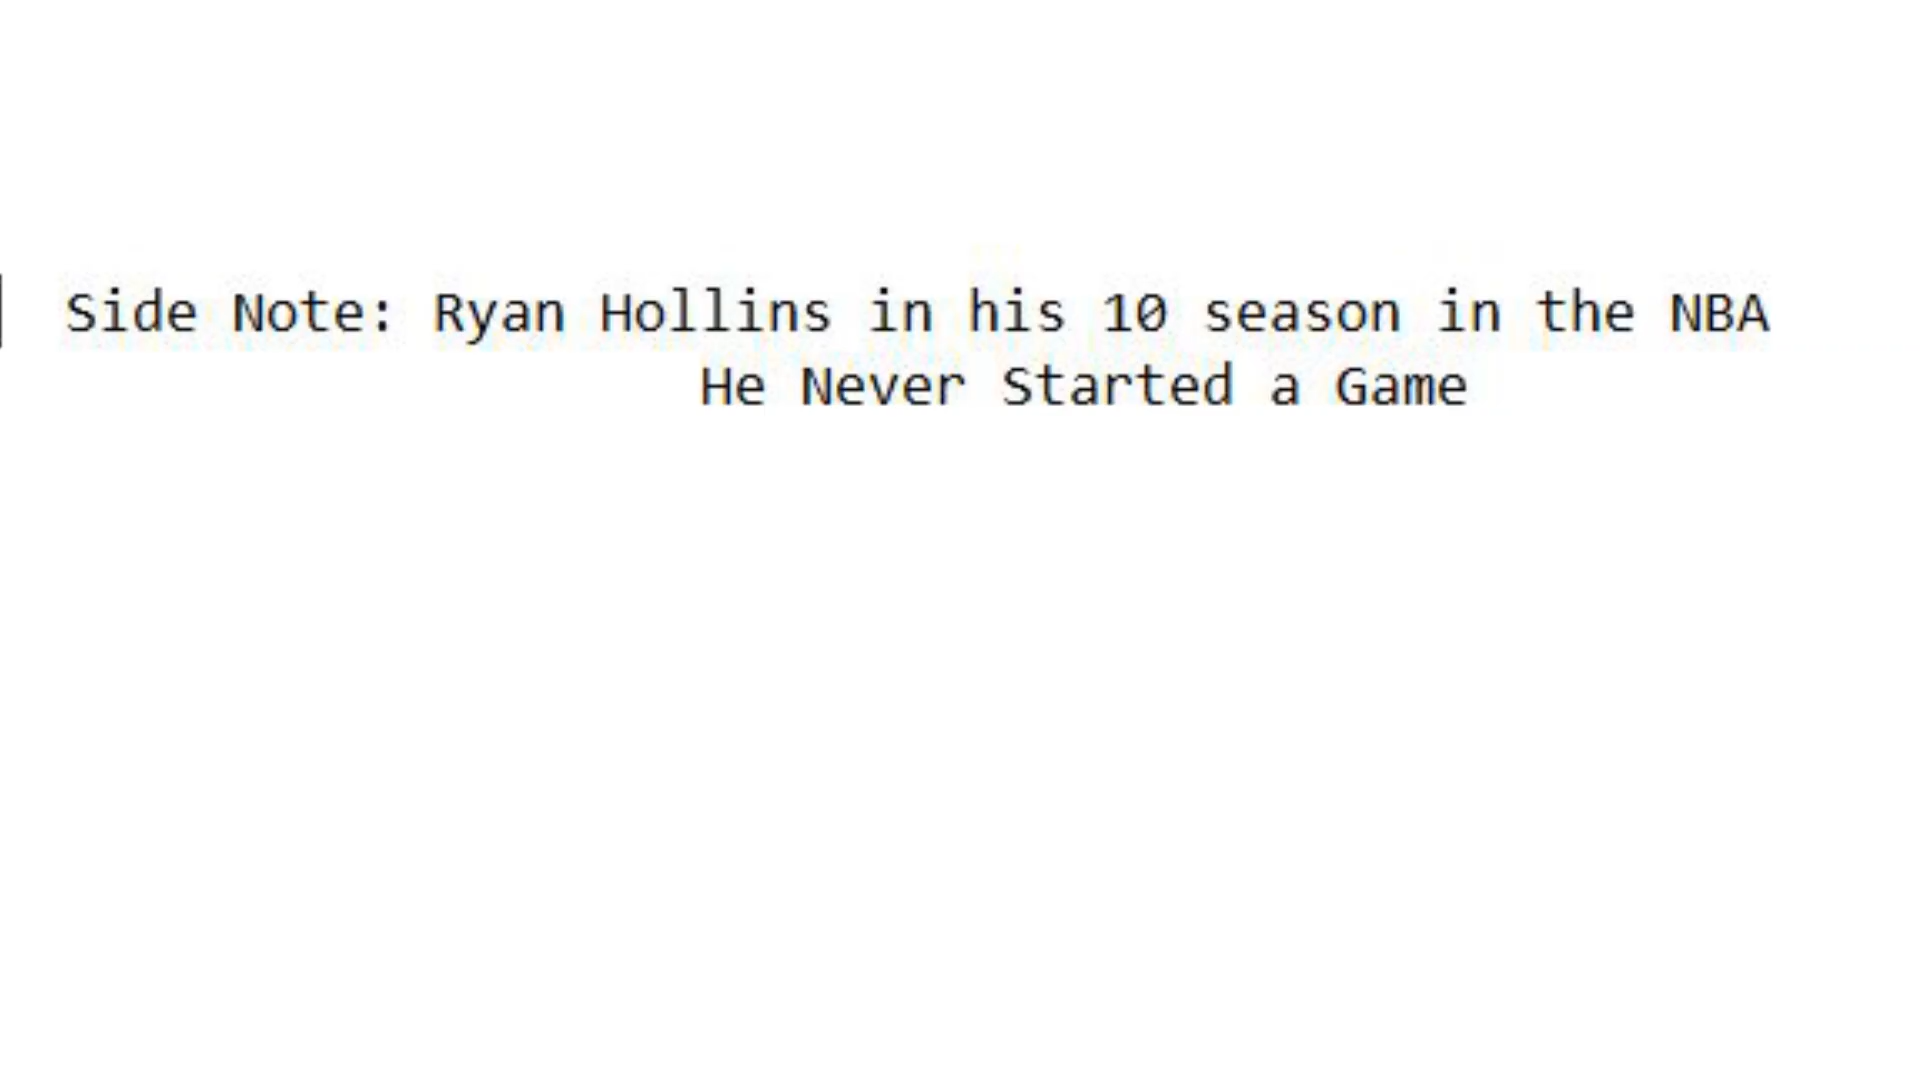 Side Note: Ryan Hollins in his 10 season in the NBA
He Never Started a Game